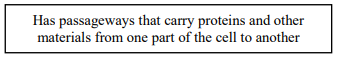 Has passageways that carry proteins and other
materials from one part of the cell to another